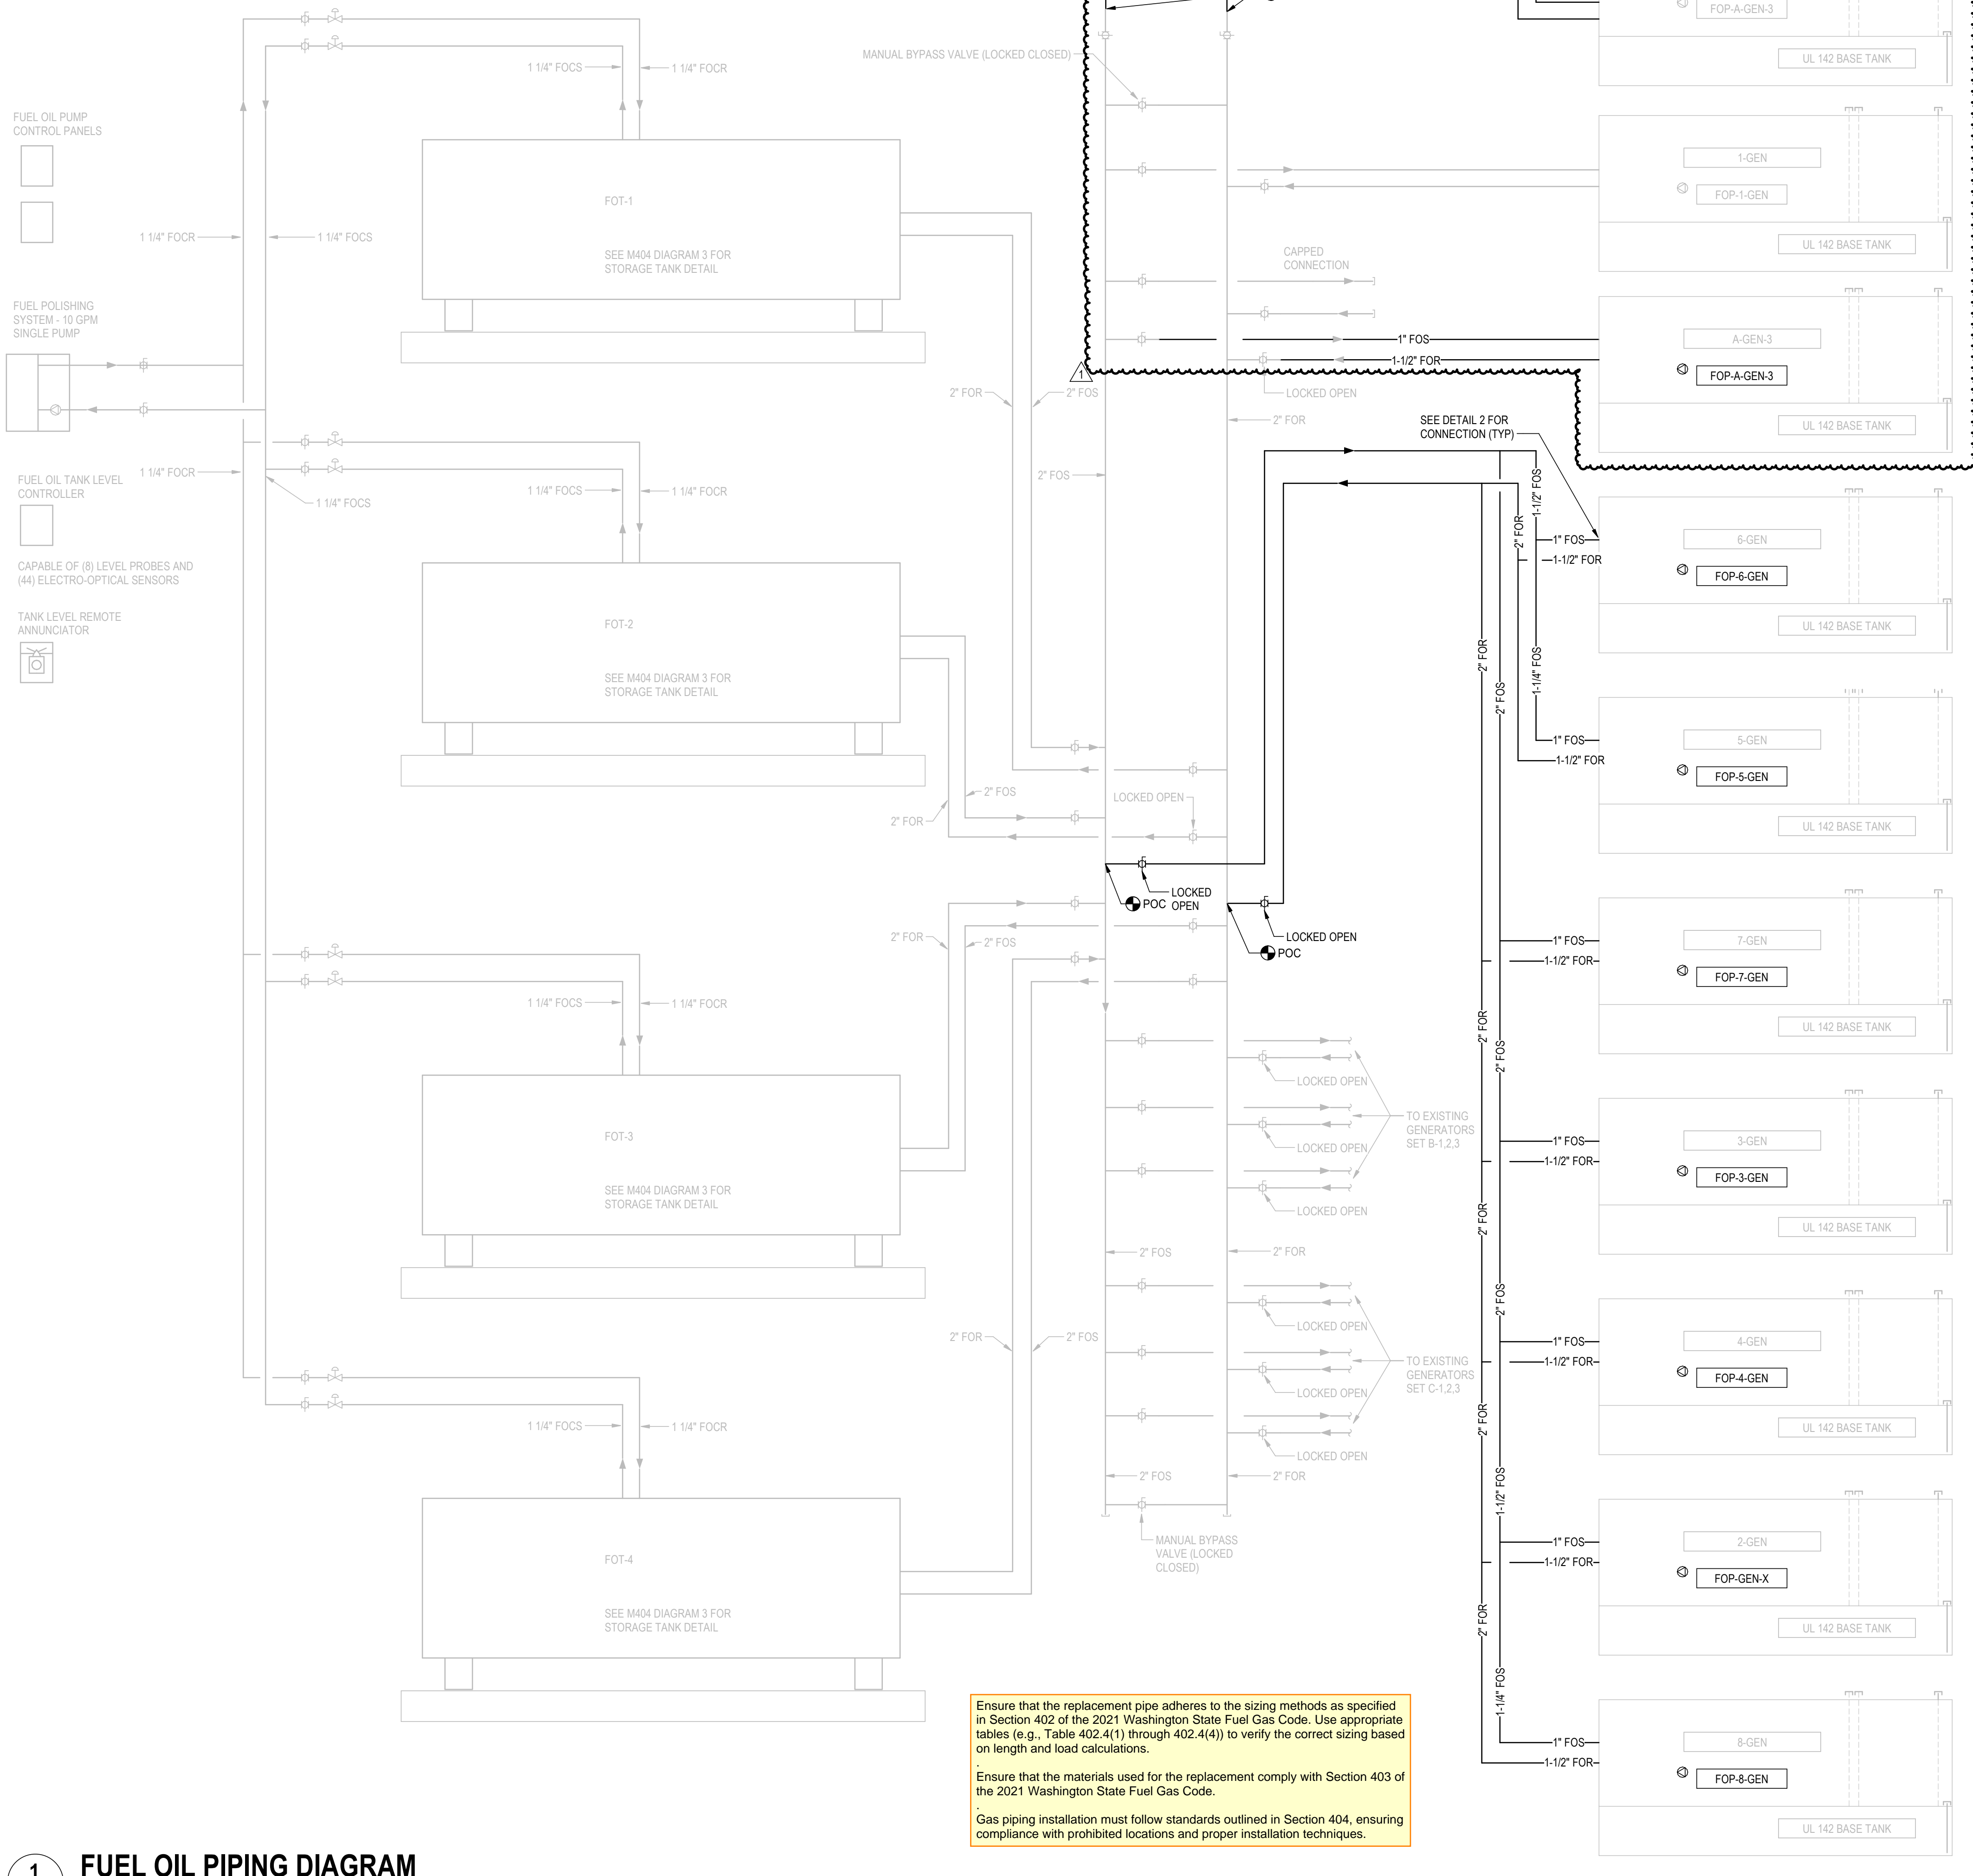 FOP-A-GEN-3
UL 142 BASE TANK
MANUAL BYPASS VALVE (LOCKED CLOSED)
1 1/4" FOCS
1 1/4" FOCR
FUEL OIL PUMP
CONTROL PANELS
1-GEN
FOP-1-GEN
UL 142 BASE TANK
FOT-1
SEE M404 DIAGRAM 3 FOR
STORAGE TANK DETAIL
1 1/4" FOCR
1 1/4" FOCS
CAPPED
CONNECTION
FUEL POLISHING
SYSTEM - 10 GPM
SINGLE PUMP
1" FOS
1-1/2" FOR
A-GEN-3
FOP-A-GEN-3
UL 142 BASE TANK
1
LOCKED OPEN
2" FOR
2" FOS
2" FOR
SEE DETAIL 2 FOR
CONNECTION (TYP)
1 1/4" FOCR
1 1/4" FOCS
FUEL OIL TANK LEVEL
CONTROLLER
CAPABLE OF (8) LEVEL PROBES AND
(44) ELECTRO-OPTICAL SENSORS
TANK LEVEL REMOTE
ANNUNCIATOR
1 1/4" FOCS
1 1/4" FOCR
2" FOS
1-1/2" FOS
2" FOR
1" FOS
1-1/2" FOR
6-GEN
FOP-6-GEN
UL 142 BASE TANK
FOT-2
SEE M404 DIAGRAM 3 FOR
STORAGE TANK DETAIL
2" FOR
2" FOS
1-1/4" FOS
1" FOS
1-1/2" FOR
5-GEN
FOP-5-GEN
UL 142 BASE TANK
2" FOS
2" FOR
LOCKED OPEN
LOCKED
OPEN
POC
LOCKED OPEN
POC
2" FOR
2" FOS
1" FOS
1-1/2" FOR
7-GEN
FOP-7-GEN
UL 142 BASE TANK
1 1/4" FOCS
1 1/4" FOCR
2" FOR
2" FOS
LOCKED OPEN
LOCKED OPEN
LOCKED OPEN
TO EXISTING
GENERATORS
SET B-1,2,3
FOT-3
SEE M404 DIAGRAM 3 FOR
STORAGE TANK DETAIL
1" FOS
1-1/2" FOR
3-GEN
FOP-3-GEN
UL 142 BASE TANK
2" FOR
2" FOS
2" FOR
2" FOS
2" FOR
2" FOS
LOCKED OPEN
LOCKED OPEN
LOCKED OPEN
TO EXISTING
GENERATORS
SET C-1,2,3
1" FOS
1-1/2" FOR
4-GEN
FOP-4-GEN
UL 142 BASE TANK
1 1/4" FOCS
1 1/4" FOCR
2" FOR
1-1/2" FOS
2" FOS
2" FOR
MANUAL BYPASS
VALVE (LOCKED
CLOSED)
FOT-4
SEE M404 DIAGRAM 3 FOR
STORAGE TANK DETAIL
1" FOS
1-1/2" FOR
2-GEN
FOP-GEN-X
UL 142 BASE TANK
2" FOR
1-1/4" FOS
1" FOS
1-1/2" FOR
8-GEN
FOP-8-GEN
UL 142 BASE TANK
Ensure that the replacement pipe adheres to the sizing methods as specified
in Section 402 of the 2021 Washington State Fuel Gas Code. Use appropriate
tables (e.g., Table 402.4(1) through 402.4(4)) to verify the correct sizing based
on length and load calculations.
.
Ensure that the materials used for the replacement comply with Section 403 of
the 2021 Washington State Fuel Gas Code.
.
Gas piping installation must follow standards outlined in Section 404, ensuring
compliance with prohibited locations and proper installation techniques.
1
FUEL OIL PIPING DIAGRAM